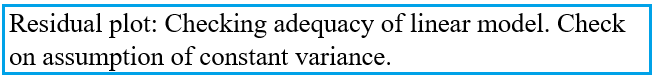 Residual plot: Checking adequacy of linear model. Check
on assumption of constant variance.